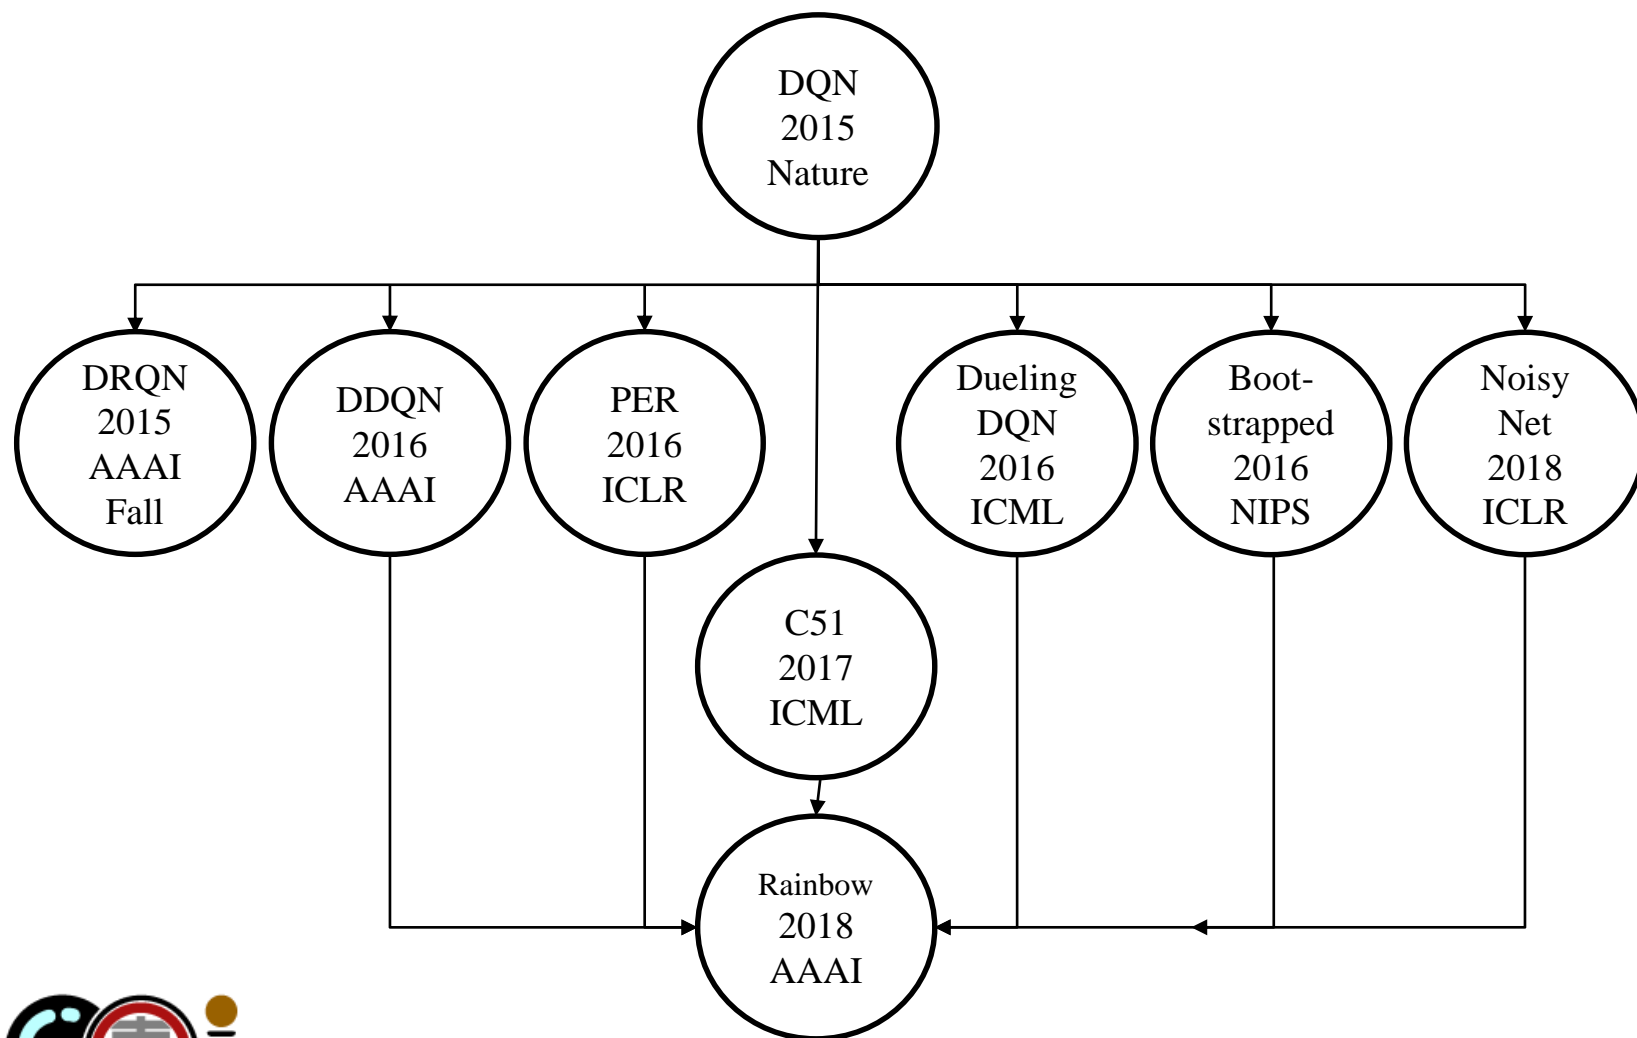 DQN
2015
Nature
DRQN
2015
AAAI
Fall
DDQN
2016
AAAI
PER
2016
ICLR
Dueling
DQN
2016
ICML
Boot-
strapped
2016
NIPS
Noisy
Net
2018
ICLR
C51
2017
ICML
Rainbow
2018
AAAI